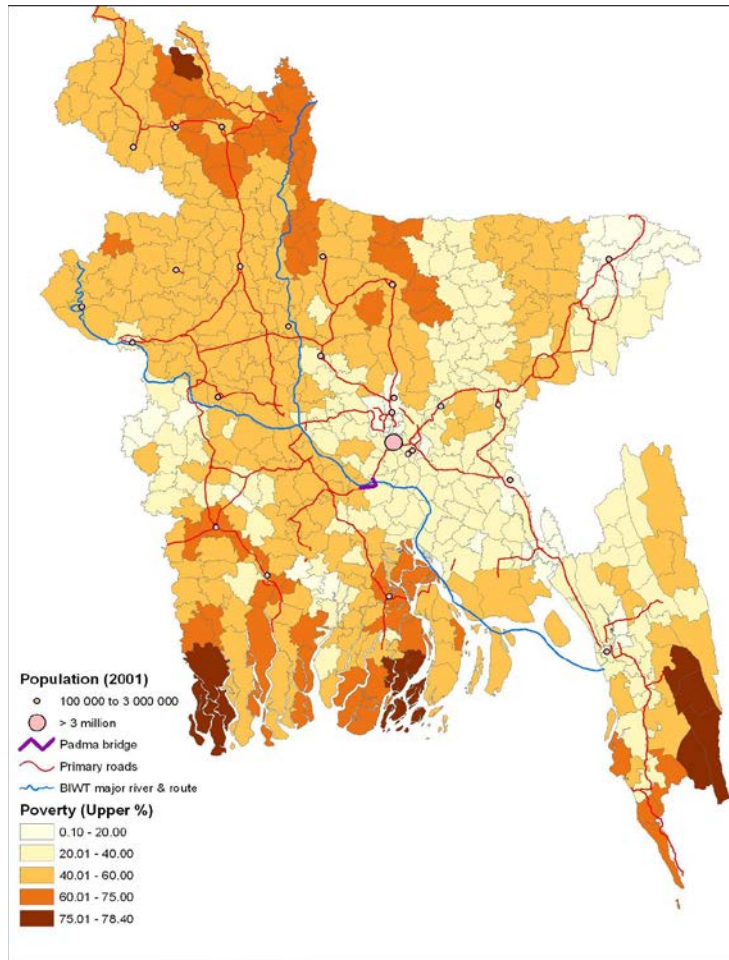 Population (2001)
100 000 to 3 000 000
> 3 million
Padma bridge
Primary roads
BIWT major river & route
Poverty (Upper %)
0.10 - 20.00
20.01 - 40.00
40.01 - 60.00
60.01 - 75.00
75.01 - 78.40